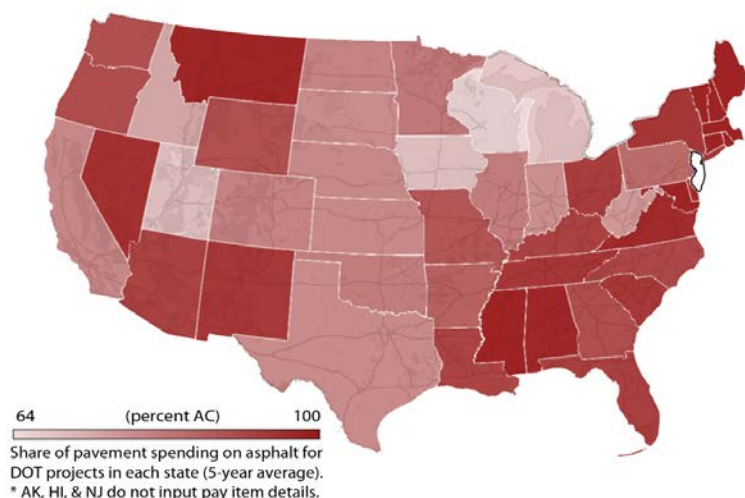 64 (percent AC) 100
Share of pavement spending on asphalt for
DOT projects in each state (5-year average).
* AK, HI, & NJ do not input pay item details.